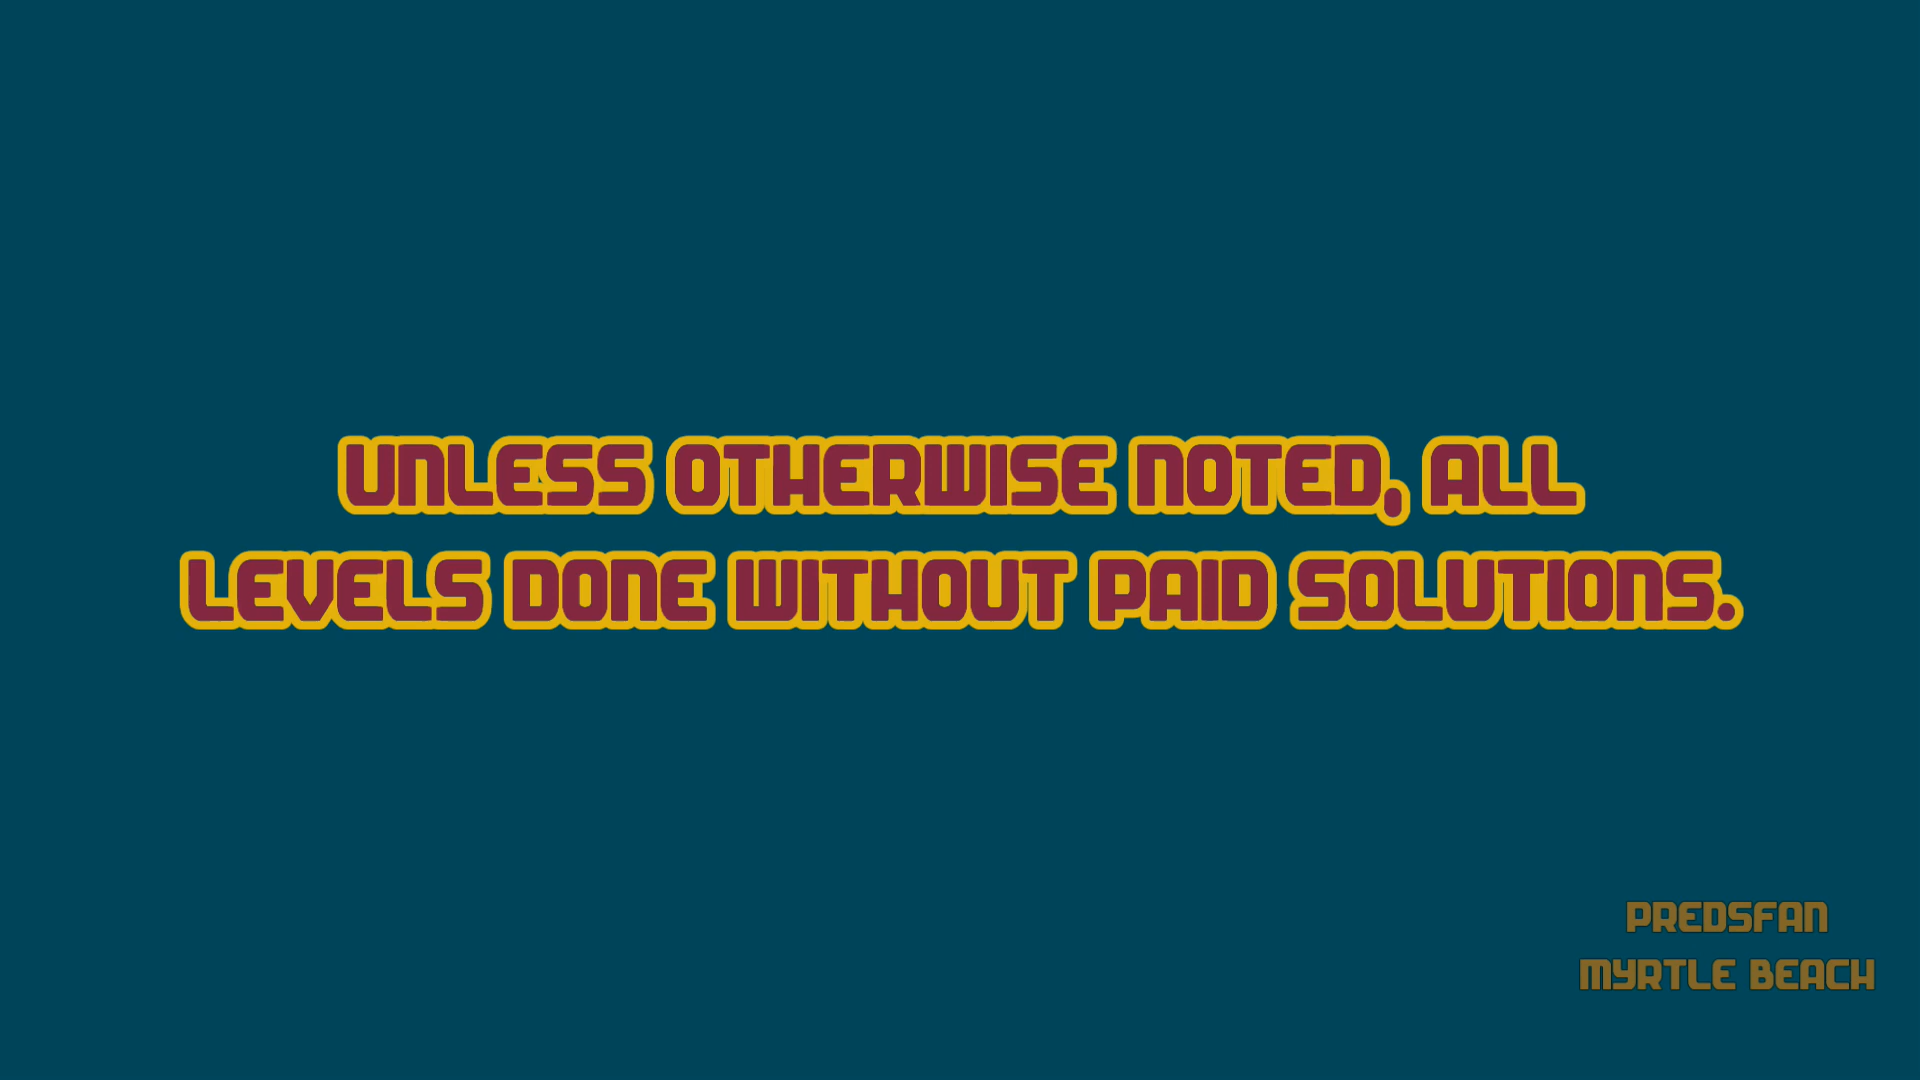 UNLESS OTHERWISE NOTED, ALL
LEVELS DONE WITHOUT PAID SOLUTIONS.
PREDSFAN
MYRTLE BEACH